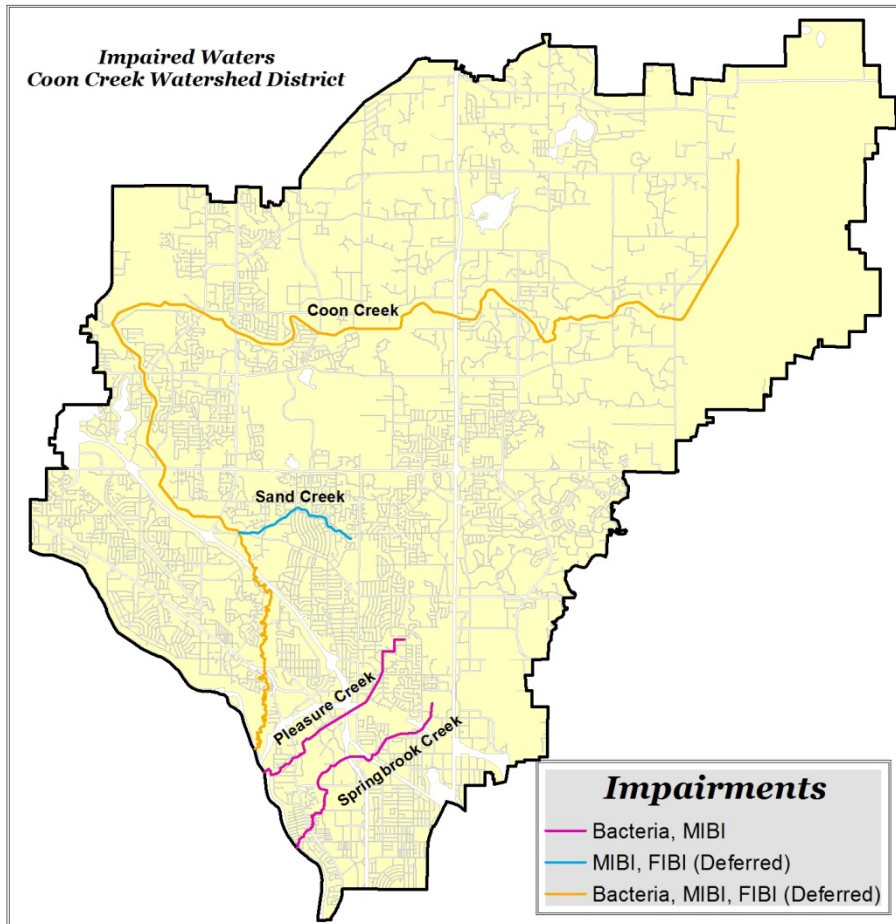 Impaired Waters
Coon Creek Watershed District
Coon Creek
Sand Creek
Pleasure Creek
Springbrook Creek
Impairments
Bacteria, MIBI
MIBI, FIBI (Deferred)
Bacteria, MIBI, FIBI (Deferred)